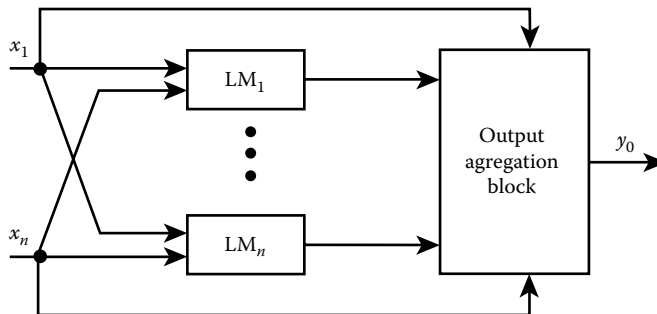 x₁
LM₁
Output
agregation
block
y₀
xₙ
LMₙ